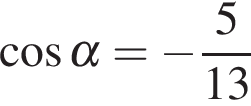 cos α = −5/13